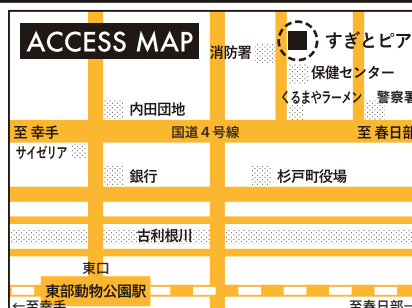 ACCESS MAP
消防署
すぎとピア
保健センター
くるまやラーメン
警察署
内田団地
至 幸手
国道4号線
至 春日部
サイゼリア
銀行
杉戸町役場
古利根川
東口
東武動物公園駅
←至幸手
至春日部